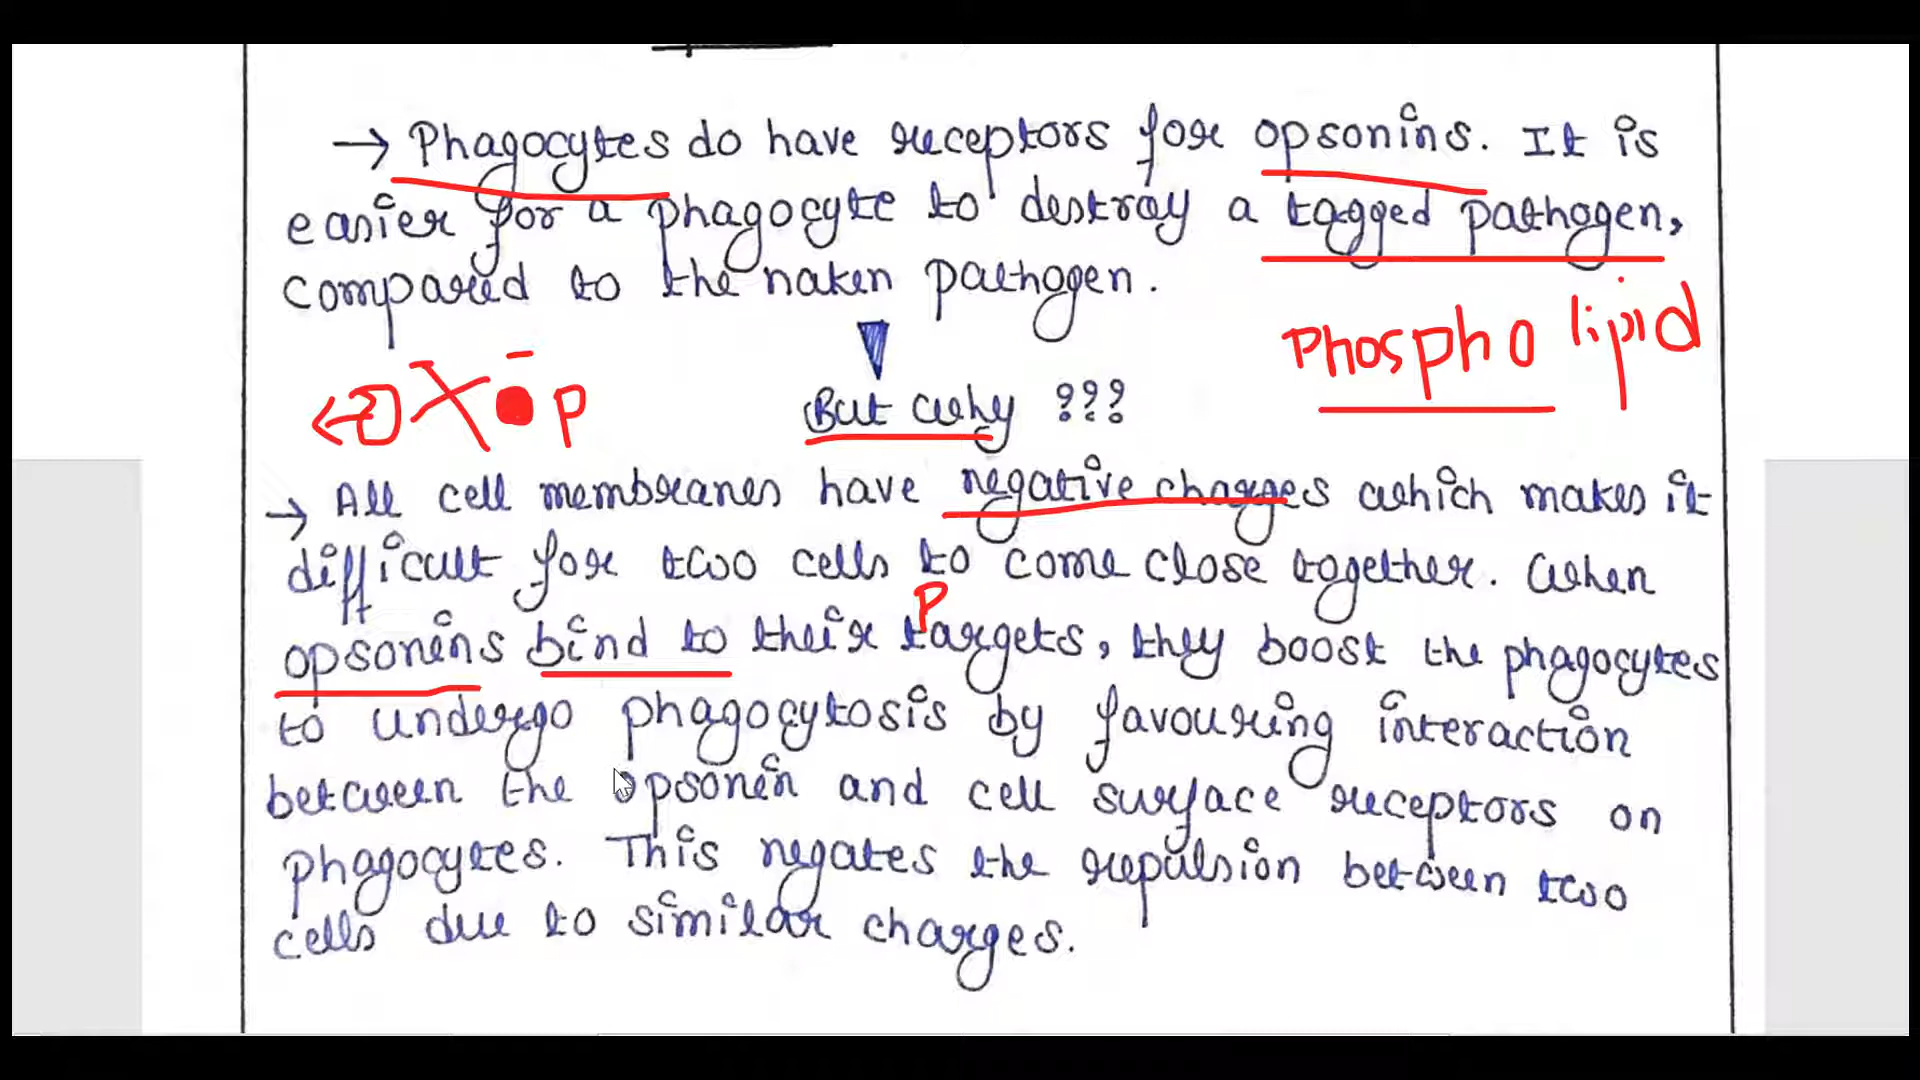 → Phagocytes do have receptors for opsonins. It is
easier for a phagocyte to destroy a tagged pathogen,
compared to the naken pathogen.
Phospho lipid
- p
But why ???
→ All cell membranes have negative charges which makes it
difficult for two cells to come close together. When
P
opsonins bind to their targets, they boost the phagocytes
to undergo phagocytosis by favouring interaction
between the opsonin and cell surface receptors on
phagocytes. This negates the repulsion between two
cells due to similar charges.